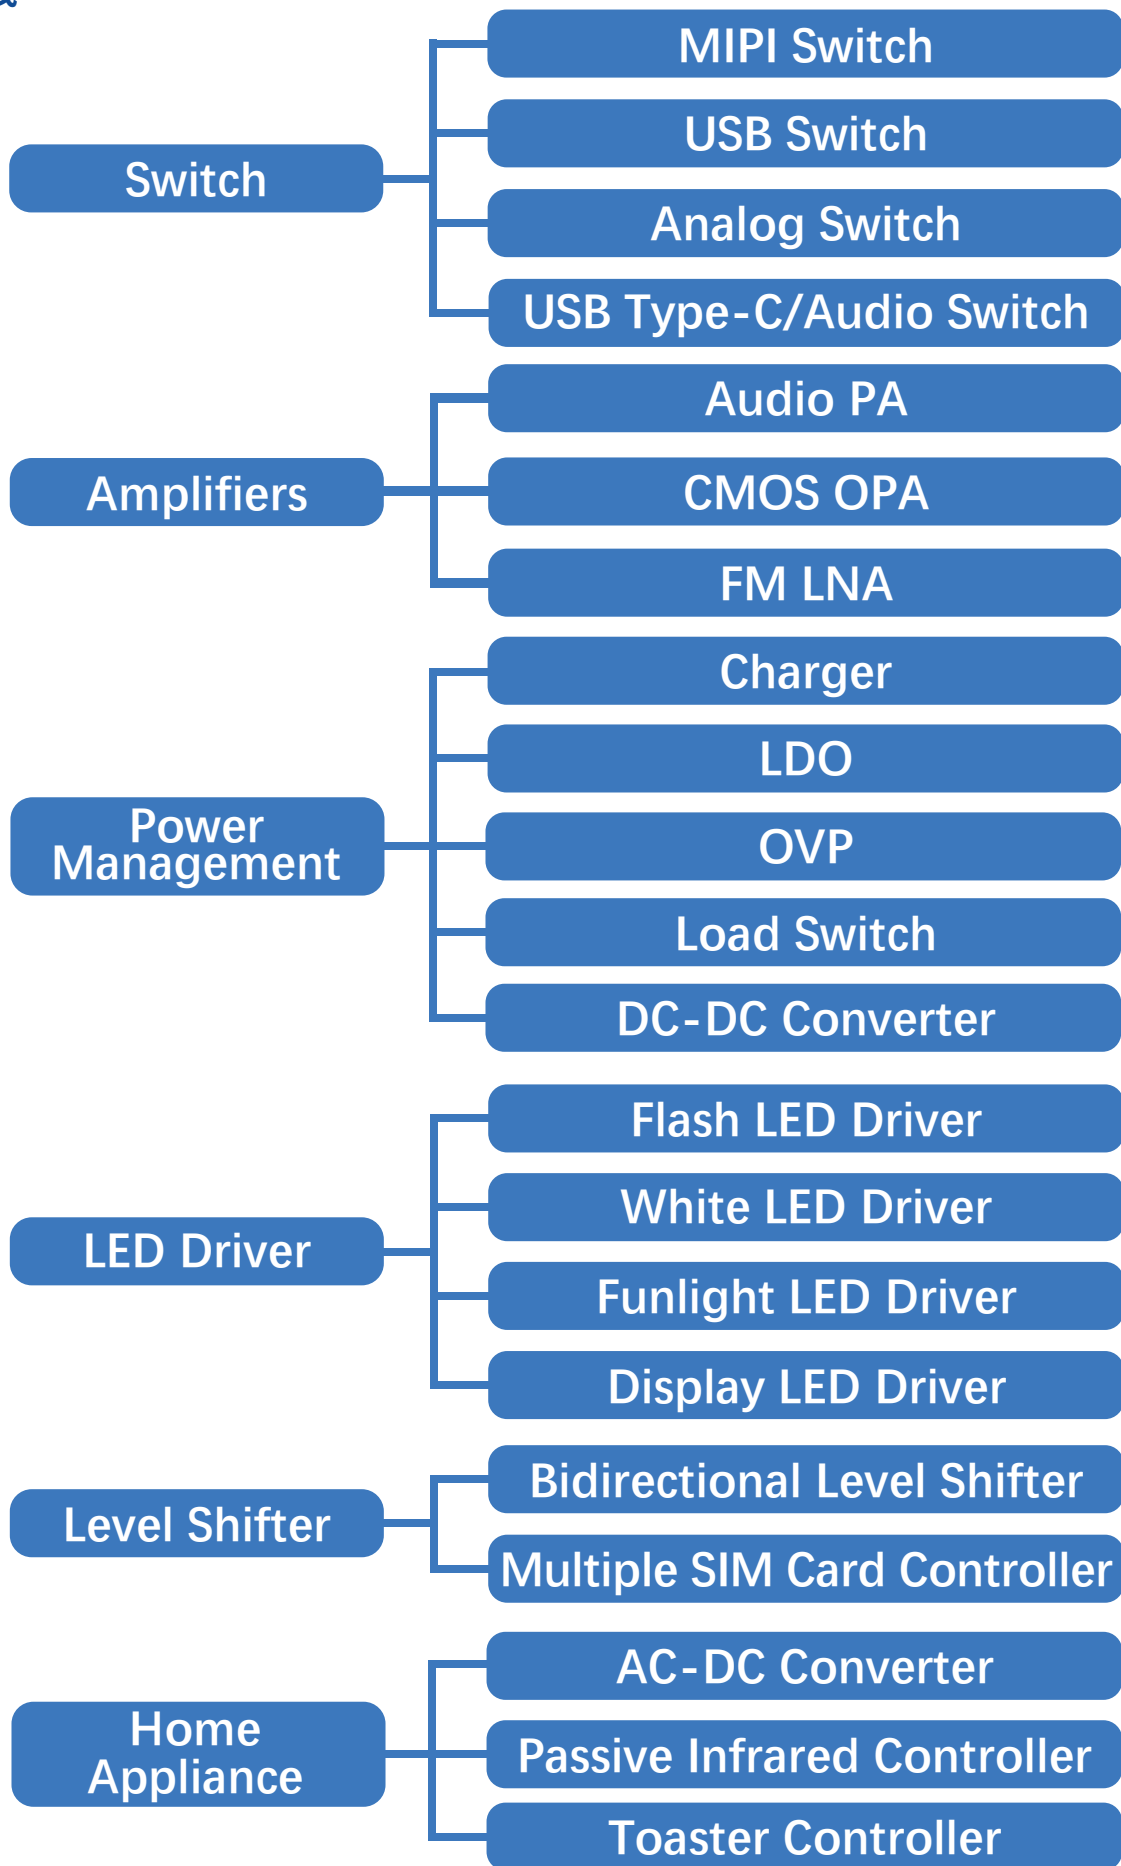 MIPI Switch
USB Switch
Switch
Analog Switch
USB Type-C/Audio Switch
Audio PA
Amplifiers
CMOS OPA
FM LNA
Charger
LDO
Power
Management
OVP
Load Switch
DC-DC Converter
Flash LED Driver
White LED Driver
LED Driver
Funlight LED Driver
Display LED Driver
Bidirectional Level Shifter
Level Shifter
Multiple SIM Card Controller
AC-DC Converter
Home
Appliance
Passive Infrared Controller
Toaster Controller